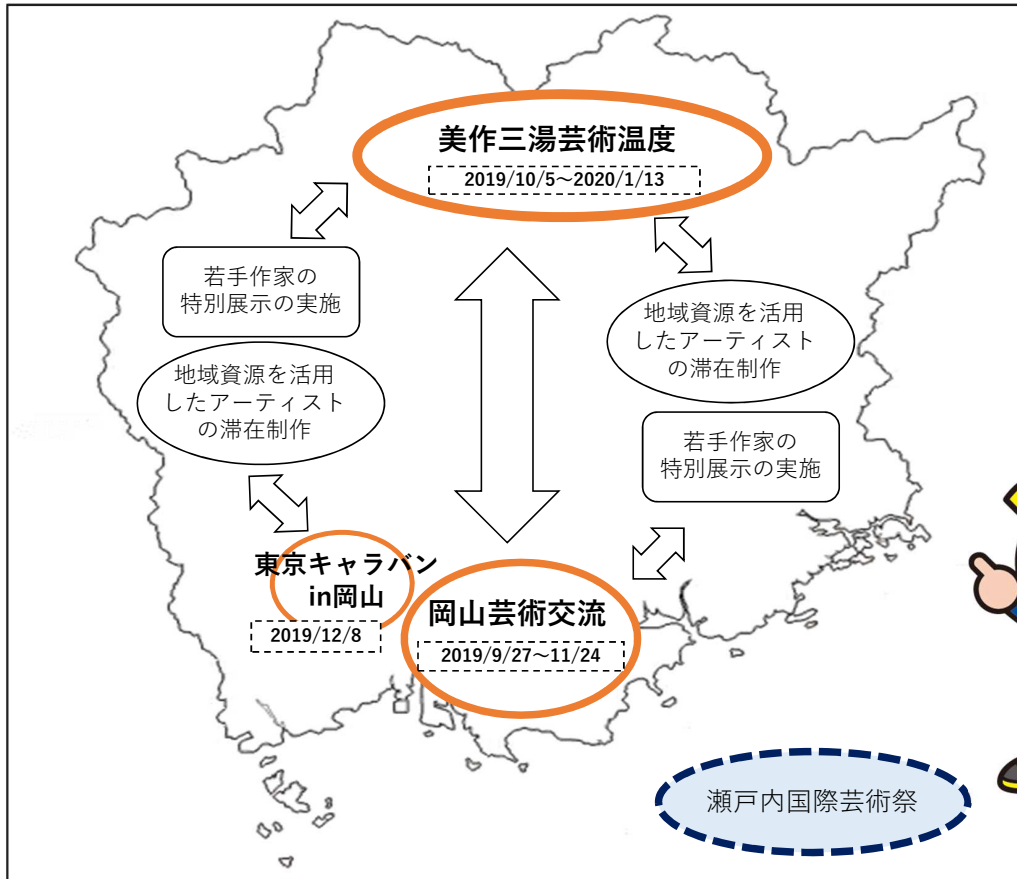 美作三湯芸術温度
2019/10/5～2020/1/13
若手作家の
特別展示の実施
地域資源を活用
したアーティスト
の滞在制作
地域資源を活用
したアーティスト
の滞在制作
若手作家の
特別展示の実施
東京キャラバン
in岡山
2019/12/8
岡山芸術交流
2019/9/27～11/24
瀬戸内国際芸術祭